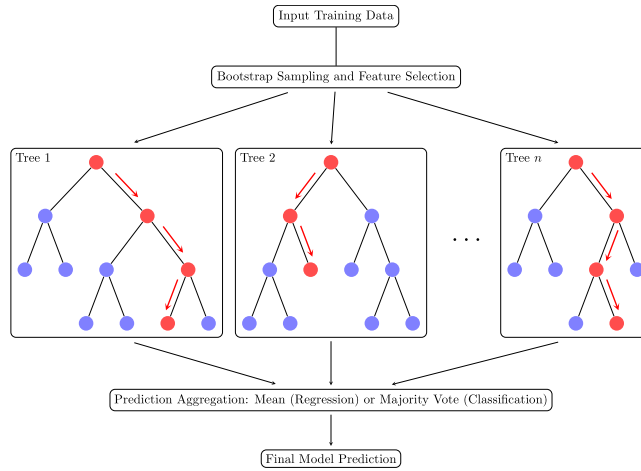 Input Training Data
Bootstrap Sampling and Feature Selection
Tree 1
Tree 2
Tree n
. . .
Prediction Aggregation: Mean (Regression) or Majority Vote (Classification)
Final Model Prediction